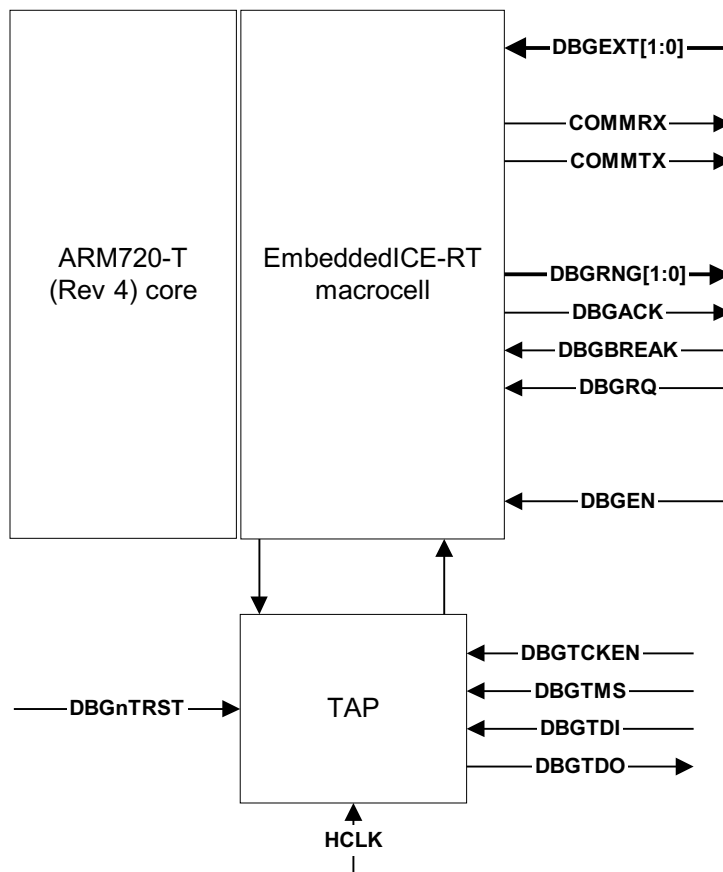 DBGEXT[1:0]
COMMRX
COMMTX
ARM720-T
(Rev 4) core
EmbeddedICE-RT
macrocell
DBGRNG[1:0]
DBGACK
DBGBREAK
DBGRQ
DBGEN
DBGTCKEN
DBGTMS
DBGnTRST
TAP
DBGTDI
DBGTDO
HCLK